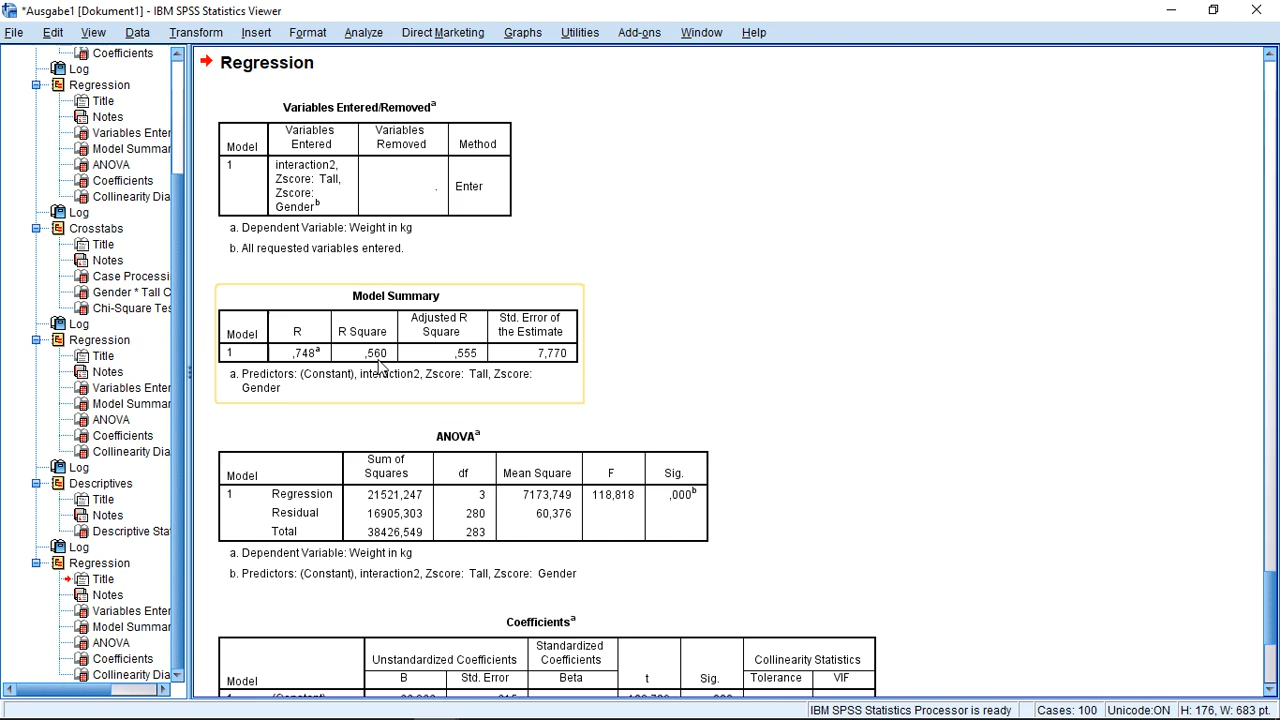 *Ausgabe1 [Dokument1] - IBM SPSS Statistics Viewer
File Edit View Data Transform Insert Format Analyze Direct Marketing Graphs Utilities Add-ons Window Help
Coefficients
Log
Regression
Title
Notes
Variables Enter
Model Summar
ANOVA
Coefficients
Collinearity Dia
Log
Crosstabs
Title
Notes
Case Processi
Gender * Tall C
Chi-Square Tes
Log
Regression
Title
Notes
Variables Enter
Model Summar
ANOVA
Coefficients
Collinearity Dia
Log
Descriptives
Title
Notes
Descriptive Sta
Log
Regression
Title
Notes
Variables Enter
Model Summar
ANOVA
Coefficients
Collinearity Dia
Regression
Variables Entered/Removedª
Model Variables Entered Variables Removed Method
1 interaction2, . Enter
Zscore: Tall,
Zscore:
Genderᵇ
a. Dependent Variable: Weight in kg
b. All requested variables entered.
Model Summary
Adjusted R Std. Error of
Model R R Square Square the Estimate
1 ,748ª ,560 ,555 7,770
a. Predictors: (Constant), interaction2, Zscore: Tall, Zscore:
Gender
ANOVAª
Model Sum of Squares df Mean Square F Sig.
1 Regression 21521,247 3 7173,749 118,818 ,000ᵇ
Residual 16905,303 280 60,376
Total 38426,549 283
a. Dependent Variable: Weight in kg
b. Predictors: (Constant), interaction2, Zscore: Tall, Zscore: Gender
Coefficientsª
Unstandardized Coefficients Standardized Coefficients Collinearity Statistics
Model B Std. Error Beta t Sig. Tolerance VIF
IBM SPSS Statistics Processor is ready Cases: 100 Unicode:ON H: 176, W: 683 pt.